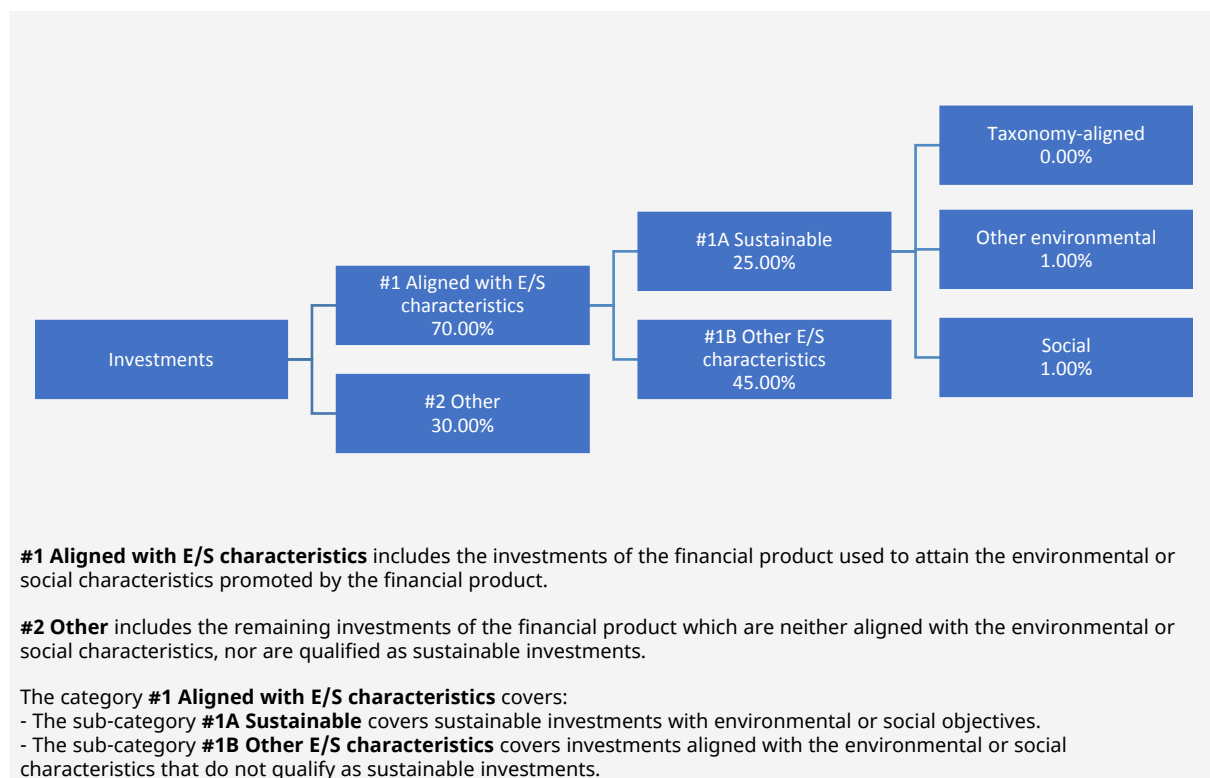 Investments
#1 Aligned with E/S
characteristics
70.00%
#2 Other
30.00%
#1A Sustainable
25.00%
#1B Other E/S
characteristics
45.00%
Taxonomy-aligned
0.00%
Other environmental
1.00%
Social
1.00%
#1 Aligned with E/S characteristics includes the investments of the financial product used to attain the environmental or
social characteristics promoted by the financial product.
#2 Other includes the remaining investments of the financial product which are neither aligned with the environmental or
social characteristics, nor are qualified as sustainable investments.
The category #1 Aligned with E/S characteristics covers:
- The sub-category #1A Sustainable covers sustainable investments with environmental or social objectives.
- The sub-category #1B Other E/S characteristics covers investments aligned with the environmental or social
characteristics that do not qualify as sustainable investments.